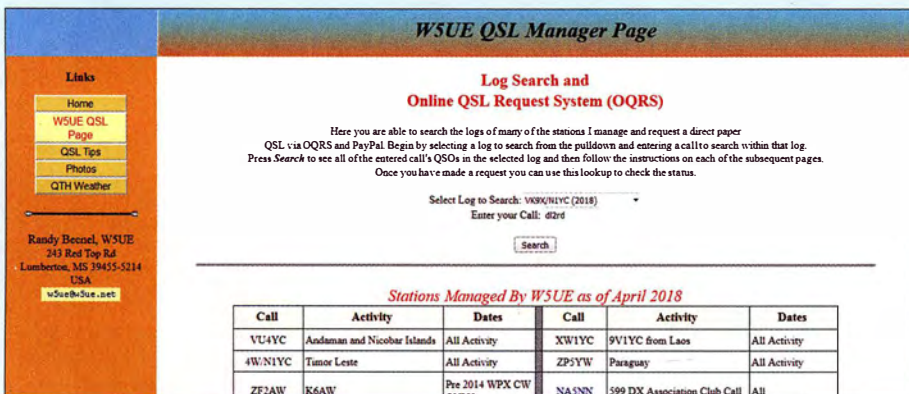 W5UE QSL Manager Page
Links
Home
W5UE QSL
Page
QSL Tips
Photos
QTH Weather
Randy Becnel, W5UE
243 Red Top Rd
Lumberton, MS 39455-5214
USA
w5ue@w5ue.net
Log Search and
Online QSL Request System (OQRS)
Here you are able to search the logs of many of the stations I manage and request a direct paper
QSL via OQRS and PayPal. Begin by selecting a log to search from the pulldown and entering a call to search within that log.
Press Search to see all of the entered call's QSOs in the selected log and then follow the instructions on each of the subsequent pages.
Once you have made a request you can use this lookup to check the status.
Select Log to Search: VK9X/N1YC (2018)
Enter your Call: dl2rd
Search
Stations Managed By W5UE as of April 2018
Call Activity Dates Call Activity Dates
VU4YC Andaman and Nicobar Islands All Activity XW1YC 9V1YC from Laos All Activity
4W/N1YC Timor Leste All Activity ZP5YW Paraguay All Activity
ZF2AW K6AW Pre 2014 WPX CW NA5NN 599 DX Association Club Call All